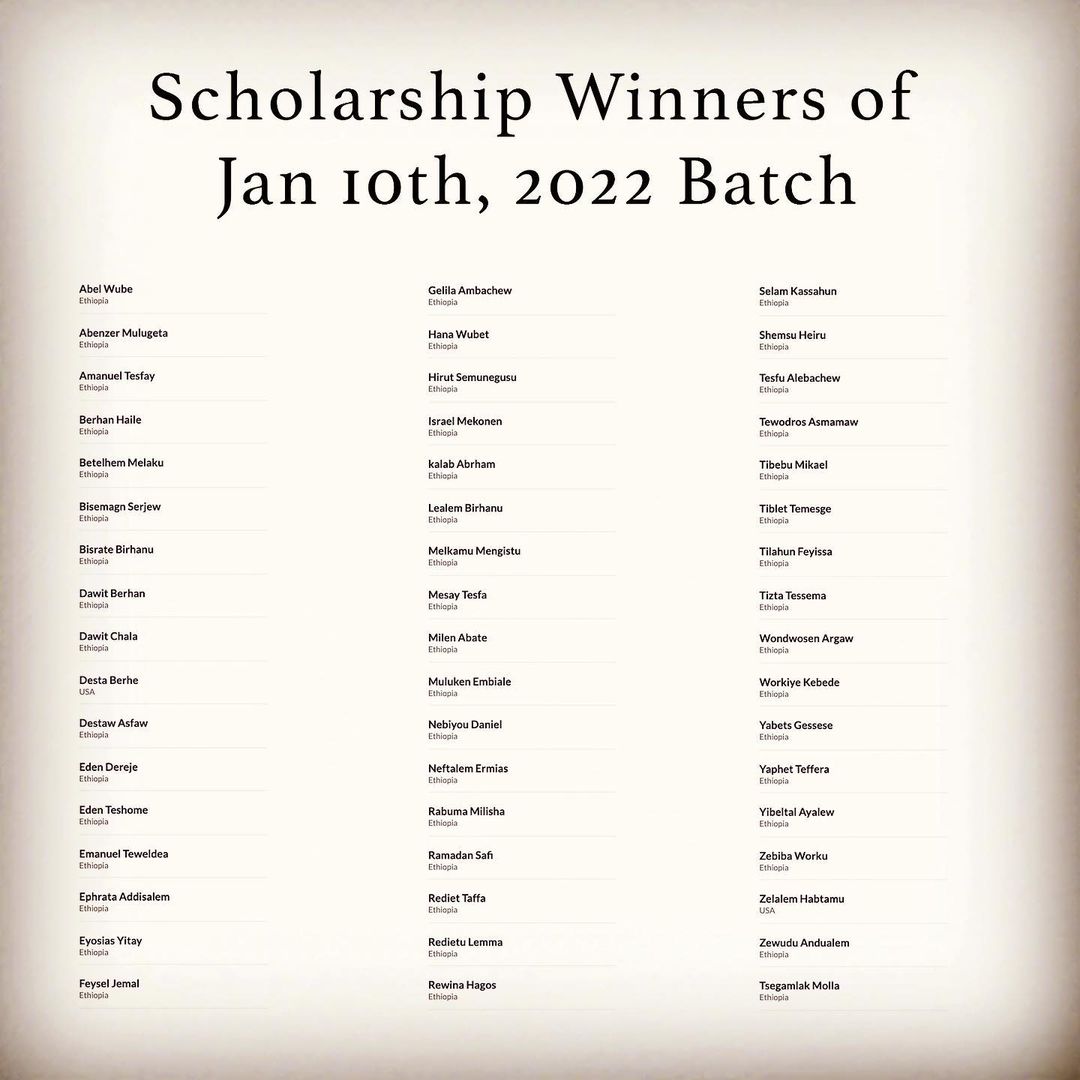 Scholarship Winners of
Jan 10th, 2022 Batch
Abel Wube
Ethiopia
Abenzer Mulugeta
Ethiopia
Amanuel Tesfay
Ethiopia
Berhan Haile
Ethiopia
Betelhem Melaku
Ethiopia
Bisemagn Serjew
Ethiopia
Bisrate Birhanu
Ethiopia
Dawit Berhan
Ethiopia
Dawit Chala
Ethiopia
Desta Berhe
USA
Destaw Asfaw
Ethiopia
Eden Dereje
Ethiopia
Eden Teshome
Ethiopia
Emanuel Teweldea
Ethiopia
Ephrata Addisalem
Ethiopia
Eyosias Yitay
Ethiopia
Feysel Jemal
Ethiopia
Gelila Ambachew
Ethiopia
Hana Wubet
Ethiopia
Hirut Semunegusu
Ethiopia
Israel Mekonen
Ethiopia
kalab Abrham
Ethiopia
Lealem Birhanu
Ethiopia
Melkamu Mengistu
Ethiopia
Mesay Tesfa
Ethiopia
Milen Abate
Ethiopia
Muluken Embiale
Ethiopia
Nebiyou Daniel
Ethiopia
Neftalem Ermias
Ethiopia
Rabuma Milisha
Ethiopia
Ramadan Safi
Ethiopia
Rediet Taffa
Ethiopia
Redietu Lemma
Ethiopia
Rewina Hagos
Ethiopia
Selam Kassahun
Ethiopia
Shemsu Heiru
Ethiopia
Tesfu Alebachew
Ethiopia
Tewodros Asmamaw
Ethiopia
Tibebu Mikael
Ethiopia
Tiblet Temesge
Ethiopia
Tilahun Feyissa
Ethiopia
Tizta Tessema
Ethiopia
Wondwosen Argaw
Ethiopia
Workiye Kebede
Ethiopia
Yabets Gessese
Ethiopia
Yaphet Teffera
Ethiopia
Yibeltal Ayalew
Ethiopia
Zebiba Worku
Ethiopia
Zelalem Habtamu
USA
Zewudu Andualem
Ethiopia
Tsegamlak Molla
Ethiopia